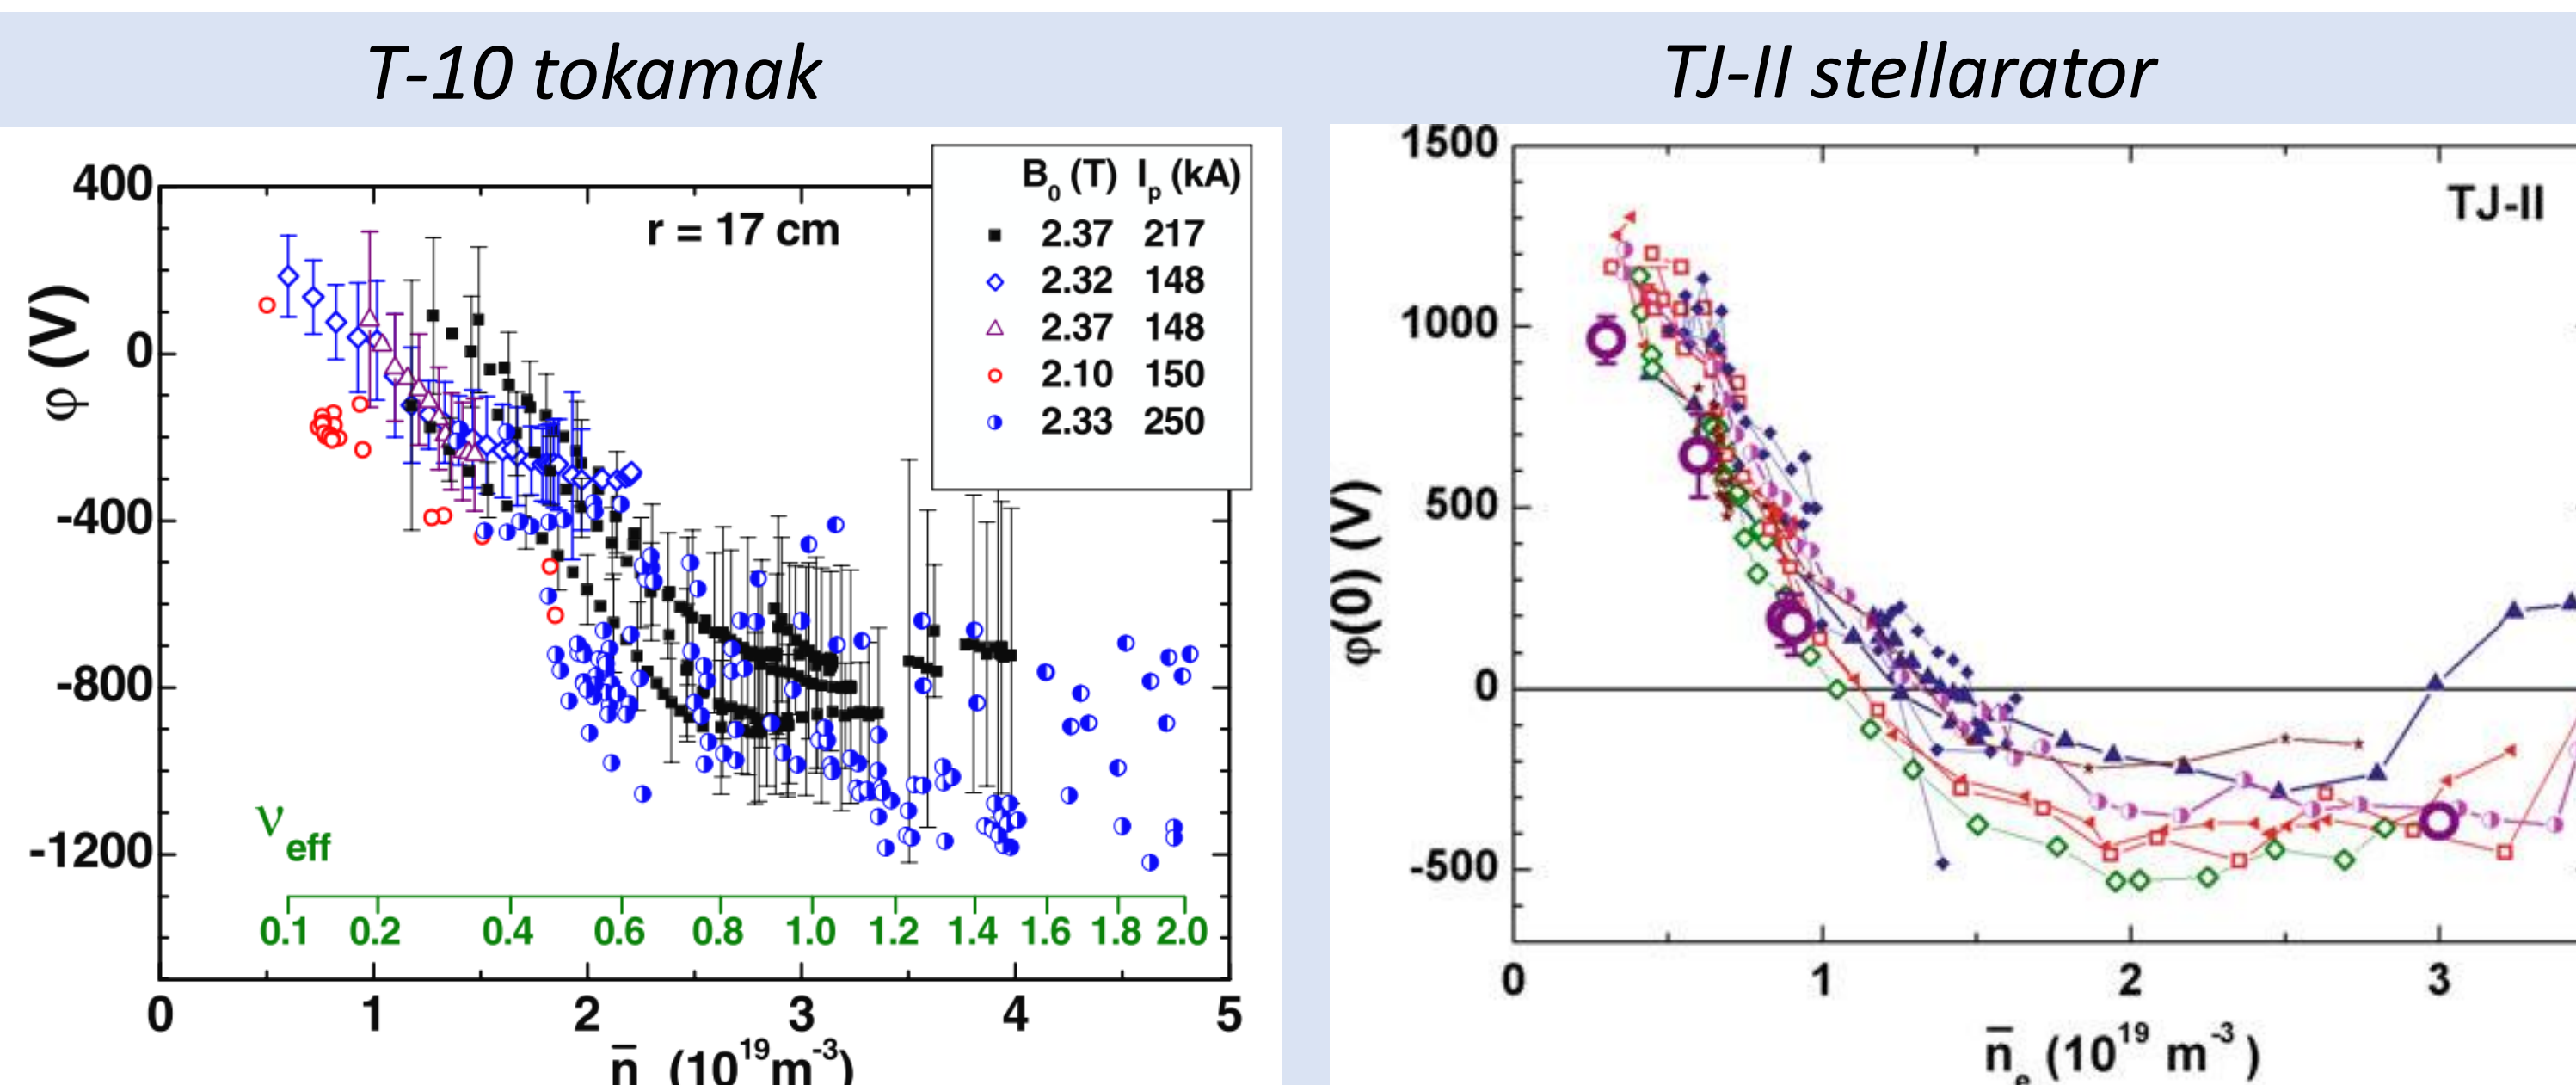 T-10 tokamak
TJ-II stellarator
B0 (T) Ip (kA)
2.37 217
2.32 148
2.37 148
2.10 150
2.33 250
r = 17 cm
φ (V)
400
0
-400
-800
-1200
νeff
0.1 0.2 0.4 0.6 0.8 1.0 1.2 1.4 1.6 1.8 2.0
0 1 2 3 4 5
n̅ (10^19 m^-3)
TJ-II
φ(0) (V)
1500
1000
500
0
-500
0 1 2 3
n̅e (10^19 m^-3)